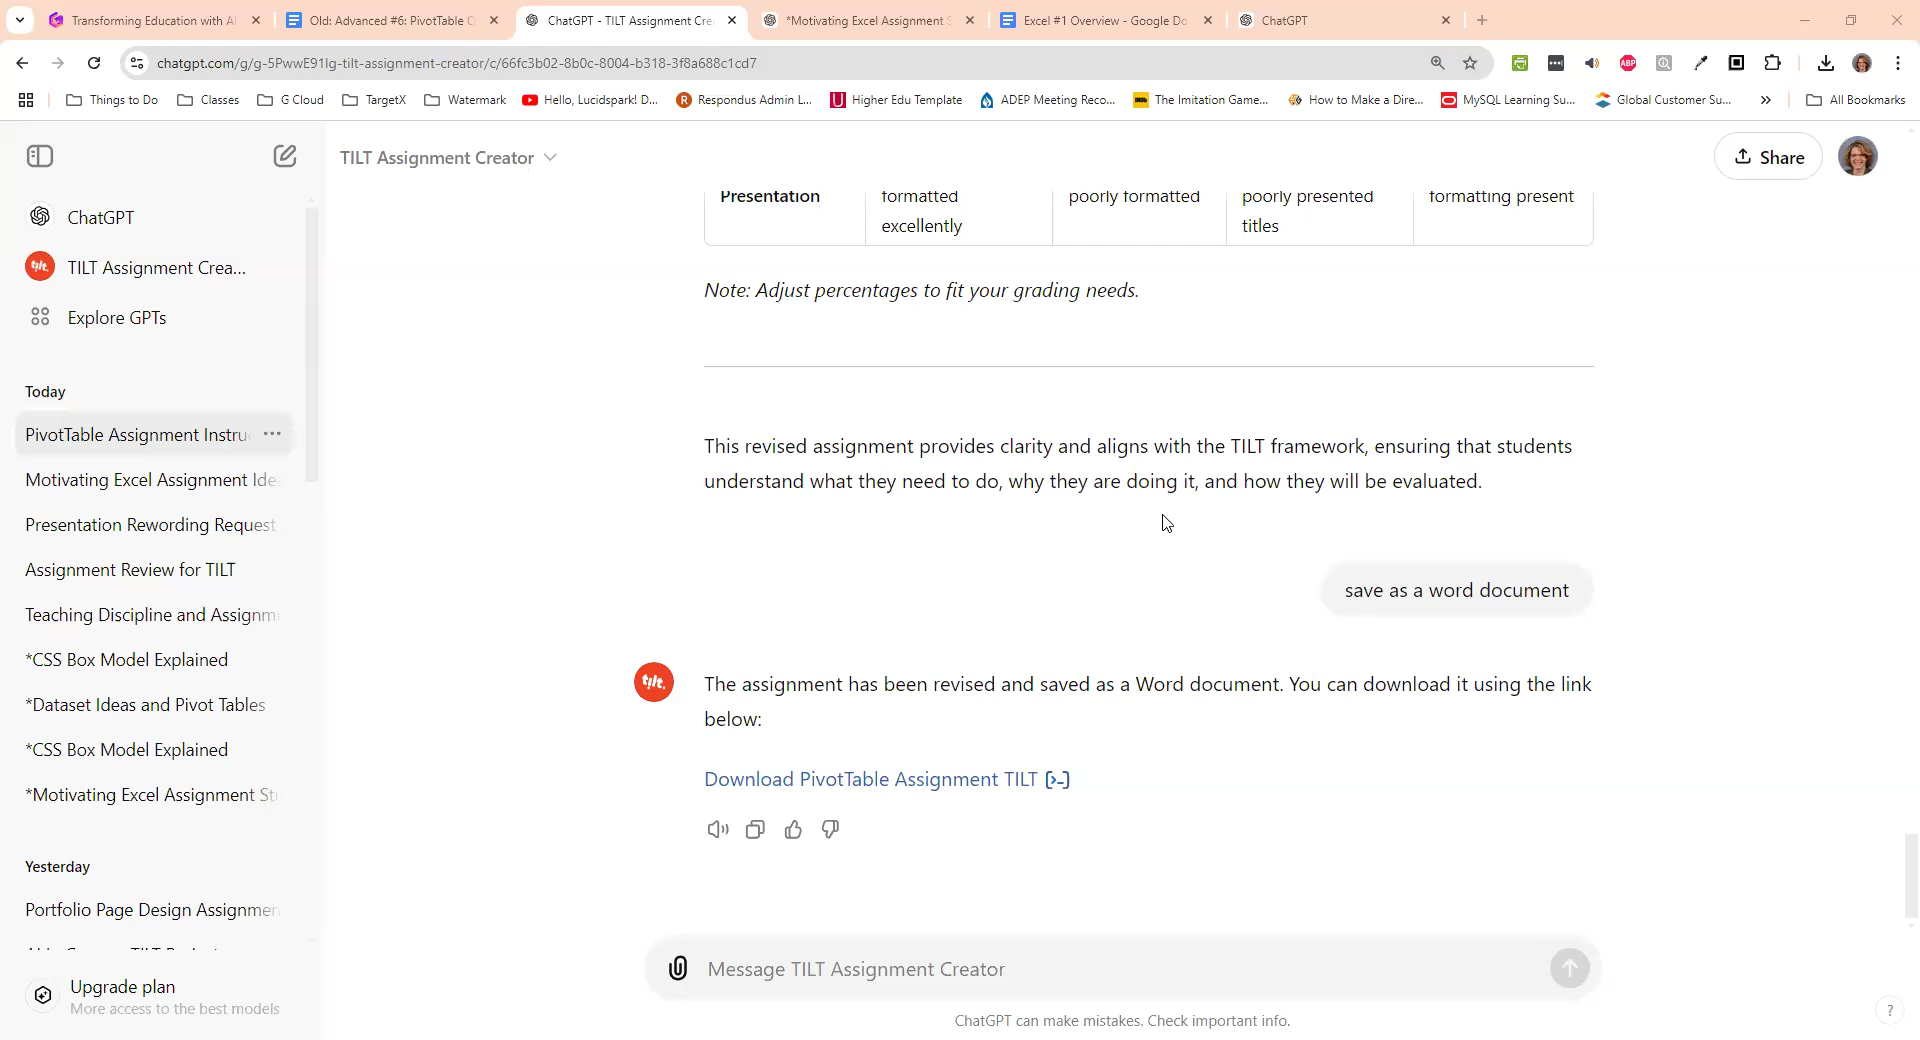 Transforming Education with AI
Old: Advanced #6: PivotTable
ChatGPT - TILT Assignment Cre
*Motivating Excel Assignment S
Excel #1 Overview - Google Do
ChatGPT
chatgpt.com/g/g-5PwwE91Ig-tilt-assignment-creator/c/66fc3b02-8b0c-8004-b318-3f8a688c1cd7
ABP
Things to Do
Classes
G Cloud
TargetX
Watermark
Hello, Lucidspark! D...
Respondus Admin L...
Higher Edu Template
ADEP Meeting Reco...
The Imitation Game...
How to Make a Dire...
MySQL Learning Su...
Global Customer Su...
All Bookmarks
TILT Assignment Creator
Share
ChatGPT
tilt.
TILT Assignment Crea...
Explore GPTs
Today
PivotTable Assignment Instru
Motivating Excel Assignment Ide
Presentation Rewording Request
Assignment Review for TILT
Teaching Discipline and Assignm
*CSS Box Model Explained
*Dataset Ideas and Pivot Tables
*CSS Box Model Explained
*Motivating Excel Assignment St
Yesterday
Portfolio Page Design Assignmen
Upgrade plan
More access to the best models
Presentation
formatted
excellently
poorly formatted
poorly presented
titles
formatting present
Note: Adjust percentages to fit your grading needs.
This revised assignment provides clarity and aligns with the TILT framework, ensuring that students
understand what they need to do, why they are doing it, and how they will be evaluated.
save as a word document
tilt.
The assignment has been revised and saved as a Word document. You can download it using the link
below:
Download PivotTable Assignment TILT [>-]
Message TILT Assignment Creator
ChatGPT can make mistakes. Check important info.
?